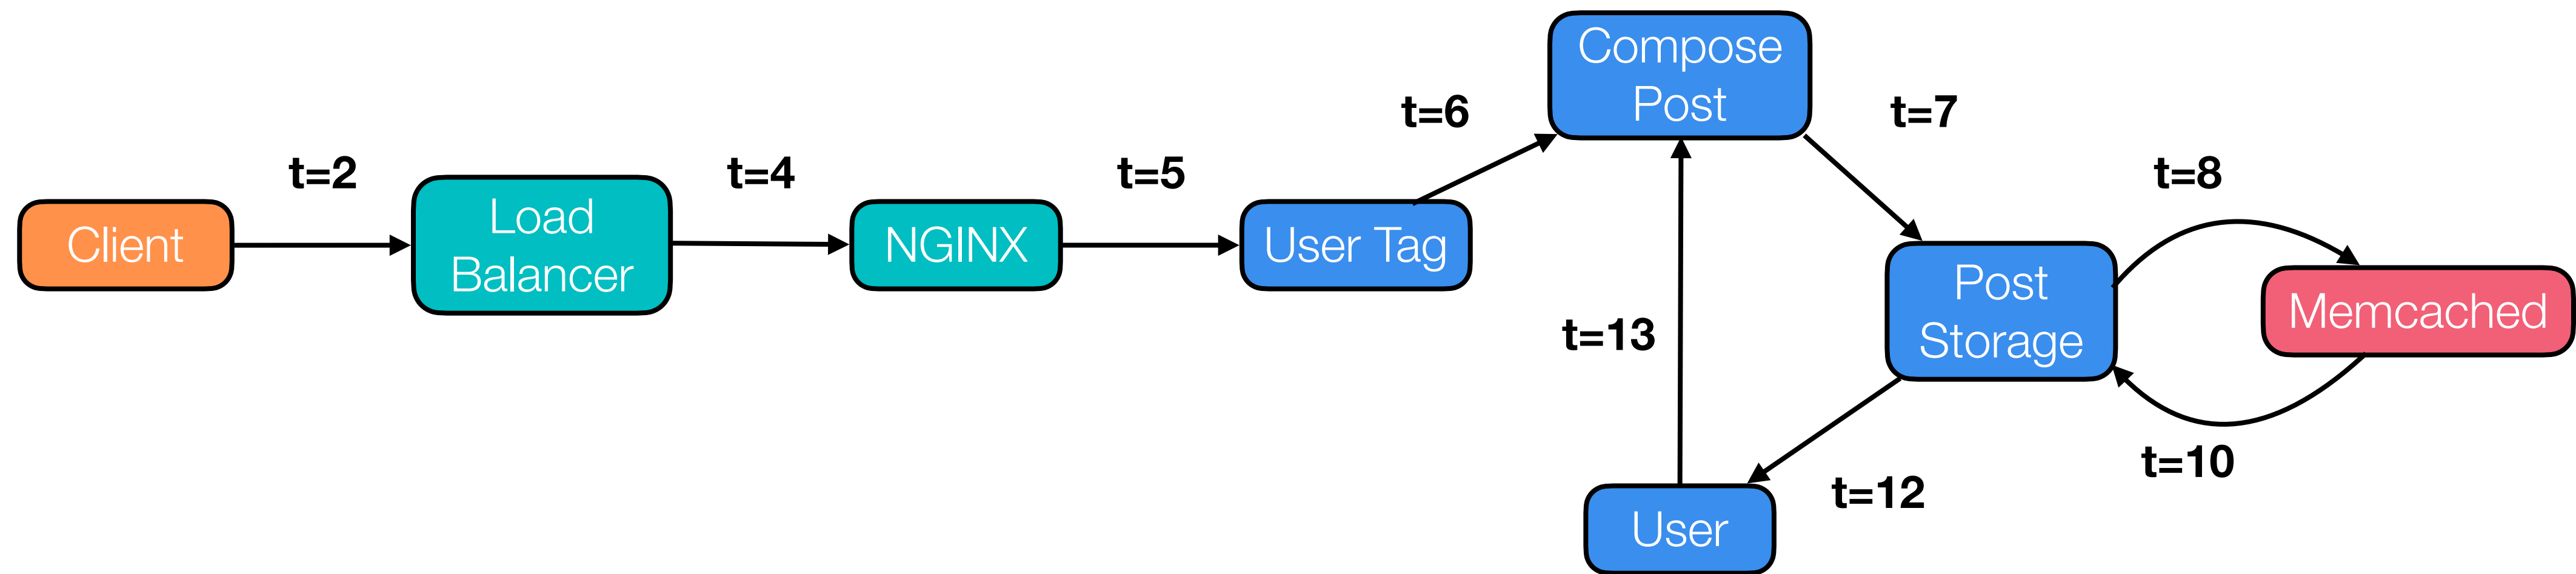 Client
t=2
Load
Balancer
t=4
NGINX
t=5
User Tag
t=6
Compose
Post
t=7
Post
Storage
t=8
Memcached
t=10
t=12
User
t=13